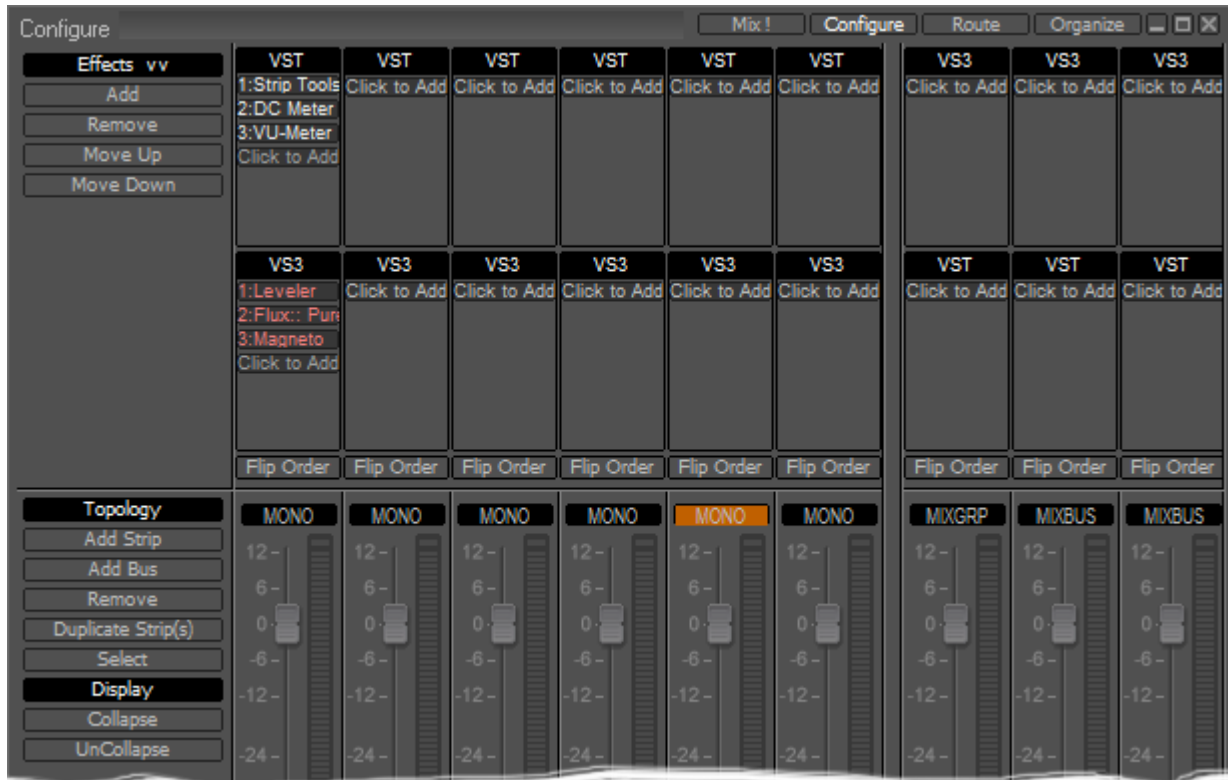 Configure Mix ! Configure Route Organize
Effects vv VST VST VST VST VST VST VS3 VS3 VS3
Add 1:Strip Tools Click to Add Click to Add Click to Add Click to Add Click to Add Click to Add Click to Add Click to Add
2:DC Meter
Remove 3:VU-Meter
Move Up Click to Add
Move Down
VS3 VS3 VS3 VS3 VS3 VS3 VST VST VST
1:Leveler Click to Add Click to Add Click to Add Click to Add Click to Add Click to Add Click to Add Click to Add
2:Flux:: Pure
3:Magneto
Click to Add
Flip Order Flip Order Flip Order Flip Order Flip Order Flip Order Flip Order Flip Order Flip Order
Topology MONO MONO MONO MONO MONO MONO MIXGRP MIXBUS MIXBUS
Add Strip 12 12 12 12 12 12 12 12 12
Add Bus 6 6 6 6 6 6 6 6 6
Remove
Duplicate Strip(s) 0 0 0 0 0 0 0 0 0
Select -6 -6 -6 -6 -6 -6 -6 -6 -6
Display -12 -12 -12 -12 -12 -12 -12 -12 -12
Collapse
UnCollapse -24 -24 -24 -24 -24 -24 -24 -24 -24